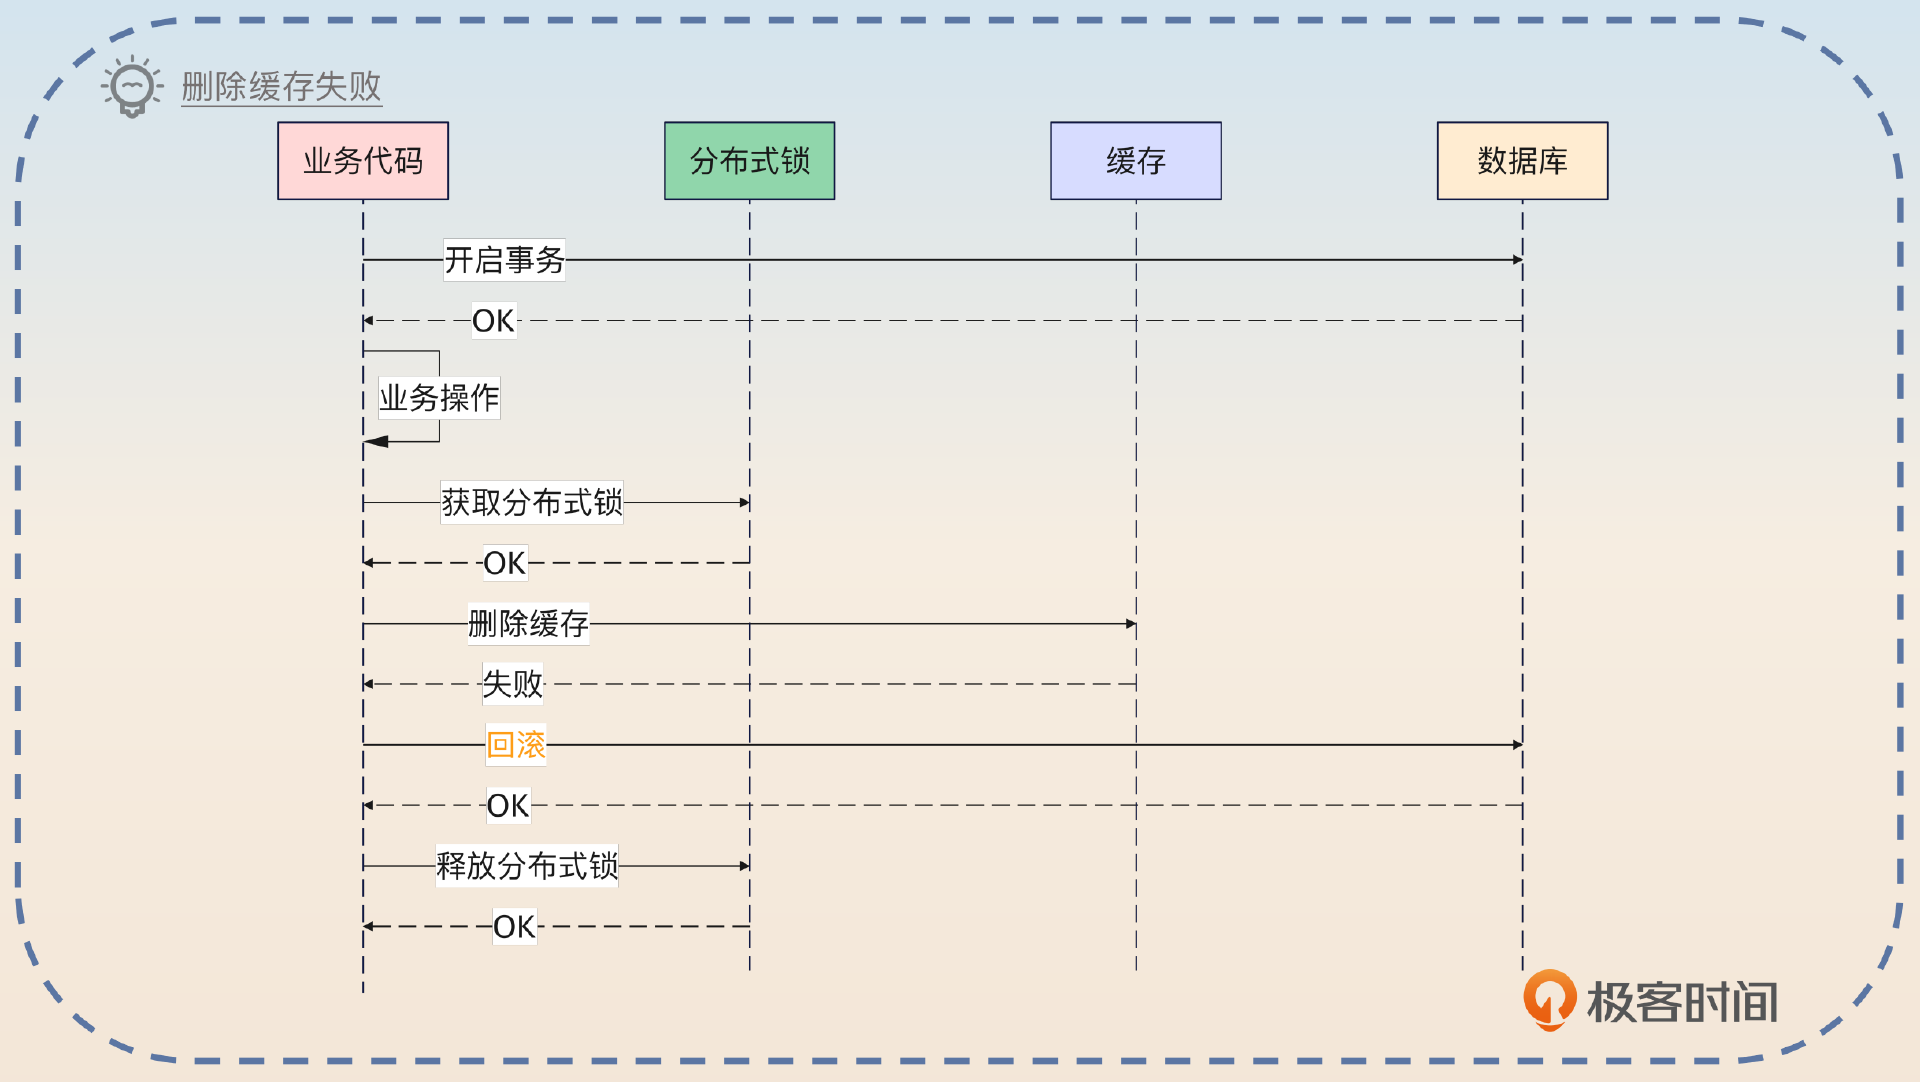 删除缓存失败
业务代码
分布式锁
缓存
数据库
开启事务
OK
业务操作
获取分布式锁
OK
删除缓存
失败
回滚
OK
释放分布式锁
OK
极客时间